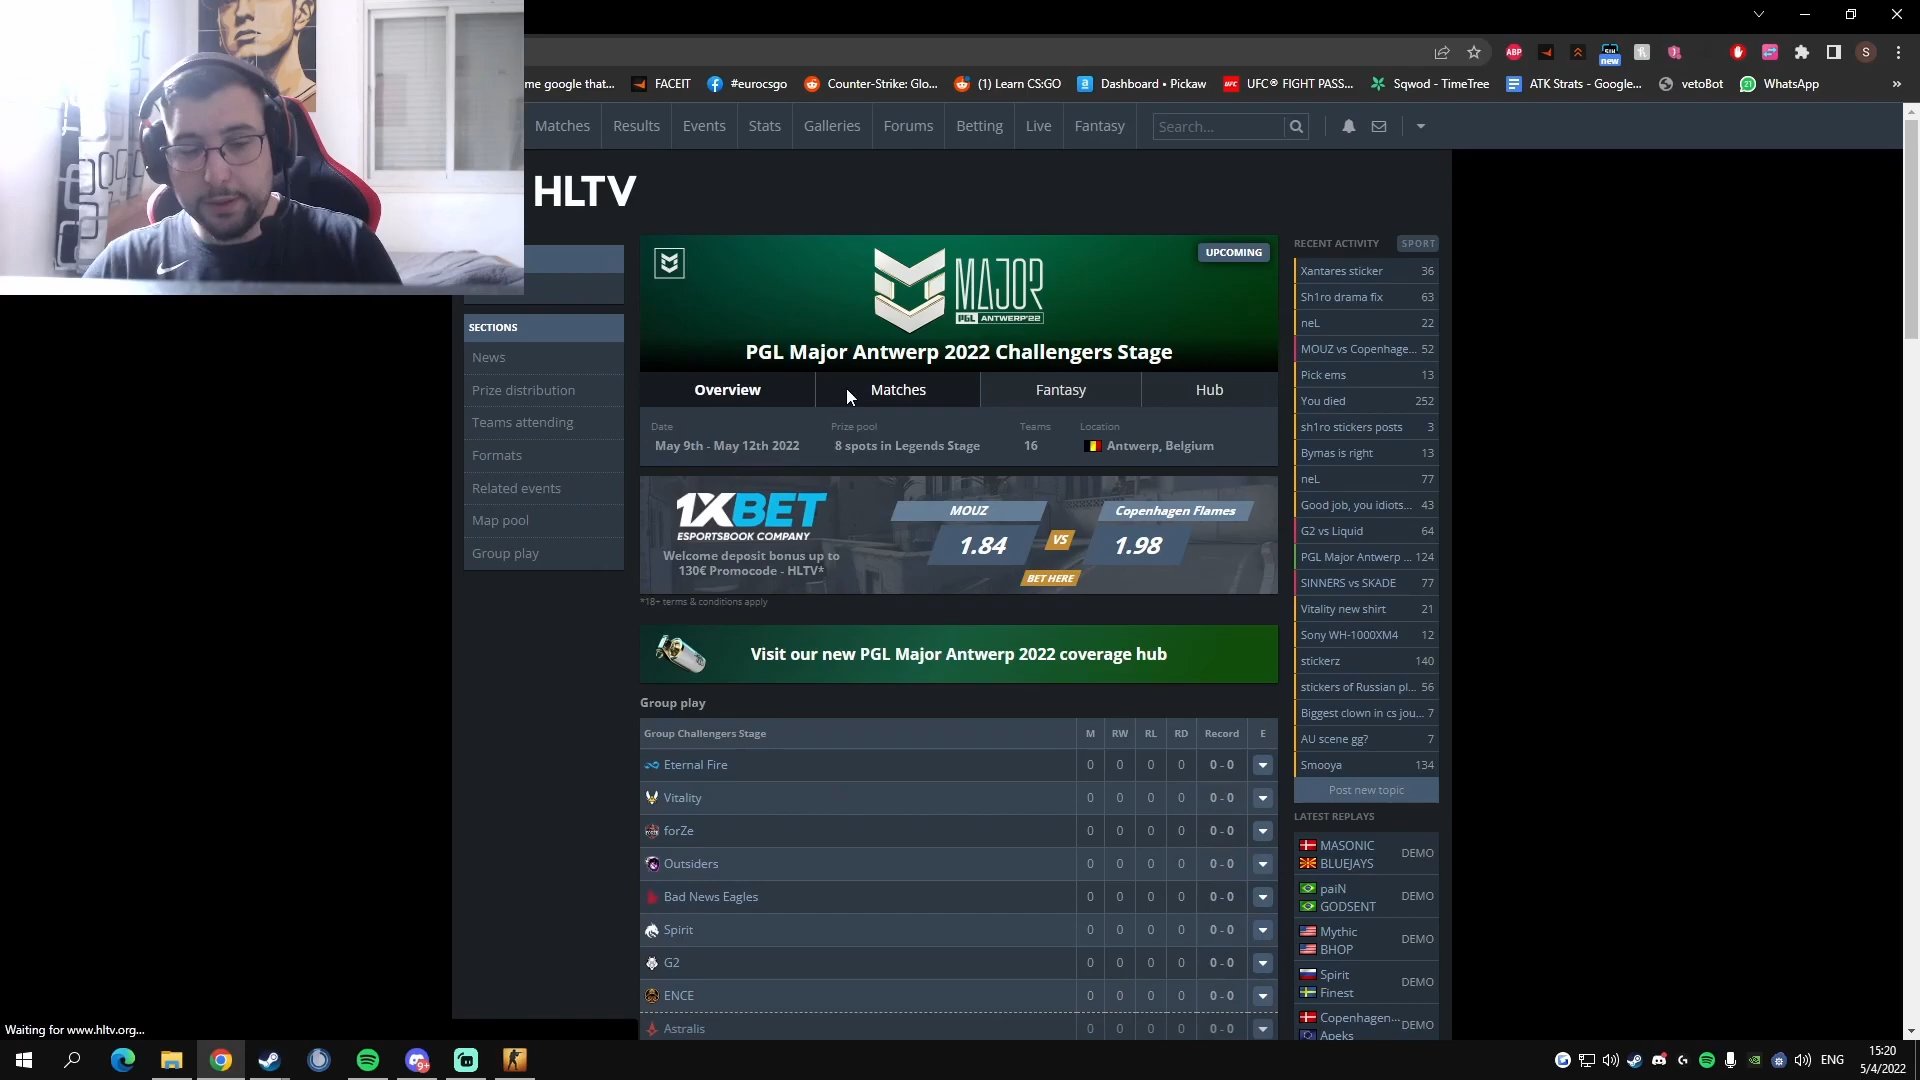 me google that...
FACEIT
#eurocsgo
Counter-Strike: Glo...
(1) Learn CS:GO
Dashboard • Pickaw
UFC® FIGHT PASS...
Sqwod - TimeTree
ATK Strats - Google...
vetoBot
WhatsApp
»
ABP
new
S
Matches
Results
Events
Stats
Galleries
Forums
Betting
Live
Fantasy
Search...
HLTV
SECTIONS
News
Prize distribution
Teams attending
Formats
Related events
Map pool
Group play
UPCOMING
MAJOR
PGL ANTWERP'22
PGL Major Antwerp 2022 Challengers Stage
Overview
Matches
Fantasy
Hub
Date
Prize pool
Teams
Location
May 9th - May 12th 2022
8 spots in Legends Stage
16
Antwerp, Belgium
1XBET
ESPORTSBOOK COMPANY
Welcome deposit bonus up to
130€ Promocode - HLTV*
MOUZ
1.84
VS
Copenhagen Flames
1.98
BET HERE
*18+ terms & conditions apply
Visit our new PGL Major Antwerp 2022 coverage hub
Group play
Group Challengers Stage M RW RL RD Record E
Eternal Fire 0 0 0 0 0 - 0
Vitality 0 0 0 0 0 - 0
forZe 0 0 0 0 0 - 0
Outsiders 0 0 0 0 0 - 0
Bad News Eagles 0 0 0 0 0 - 0
Spirit 0 0 0 0 0 - 0
G2 0 0 0 0 0 - 0
ENCE 0 0 0 0 0 - 0
Astralis 0 0 0 0 0 - 0
RECENT ACTIVITY SPORT
Xantares sticker 36
Sh1ro drama fix 63
neL 22
MOUZ vs Copenhage... 52
Pick ems 13
You died 252
sh1ro stickers posts 3
Bymas is right 13
neL 77
Good job, you idiots... 43
G2 vs Liquid 64
PGL Major Antwerp ... 124
SINNERS vs SKADE 77
Vitality new shirt 21
Sony WH-1000XM4 12
stickerz 140
stickers of Russian pl... 56
Biggest clown in cs jou... 7
AU scene gg? 7
Smooya 134
Post new topic
LATEST REPLAYS
MASONIC
BLUEJAYS
DEMO
paiN
GODSENT
DEMO
Mythic
BHOP
DEMO
Spirit
Finest
DEMO
Copenhagen...
Apeks
DEMO
Waiting for www.hltv.org...
9+
ENG
15:20
5/4/2022